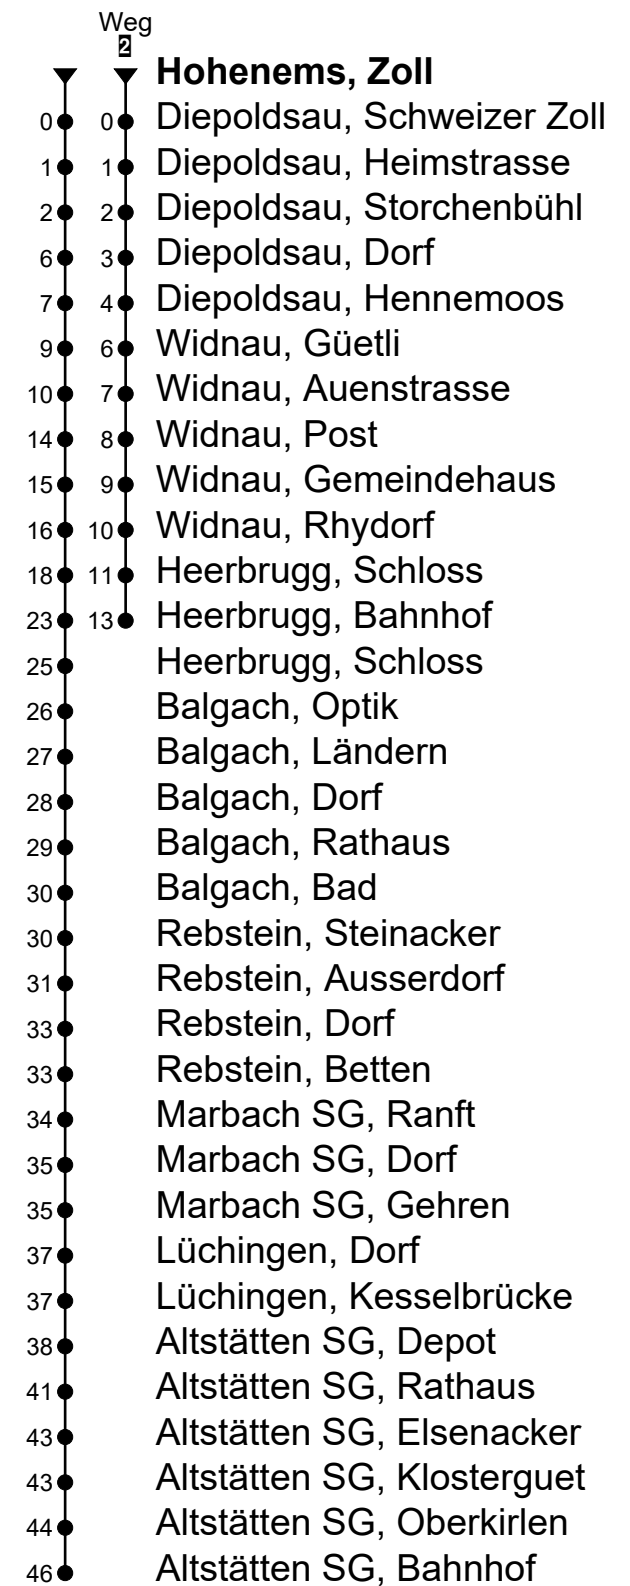 Weg
2
Hohenems, Zoll
0 0 Diepoldsau, Schweizer Zoll
1 1 Diepoldsau, Heimstrasse
2 2 Diepoldsau, Storchenbühl
6 3 Diepoldsau, Dorf
7 4 Diepoldsau, Hennemoos
9 6 Widnau, Güetli
10 7 Widnau, Auenstrasse
14 8 Widnau, Post
15 9 Widnau, Gemeindehaus
16 10 Widnau, Rhydorf
18 11 Heerbrugg, Schloss
23 13 Heerbrugg, Bahnhof
25 Heerbrugg, Schloss
26 Balgach, Optik
27 Balgach, Ländern
28 Balgach, Dorf
29 Balgach, Rathaus
30 Balgach, Bad
30 Rebstein, Steinacker
31 Rebstein, Ausserdorf
33 Rebstein, Dorf
33 Rebstein, Betten
34 Marbach SG, Ranft
35 Marbach SG, Dorf
35 Marbach SG, Gehren
37 Lüchingen, Dorf
37 Lüchingen, Kesselbrücke
38 Altstätten SG, Depot
41 Altstätten SG, Rathaus
43 Altstätten SG, Elsenacker
43 Altstätten SG, Klosterguet
44 Altstätten SG, Oberkirlen
46 Altstätten SG, Bahnhof